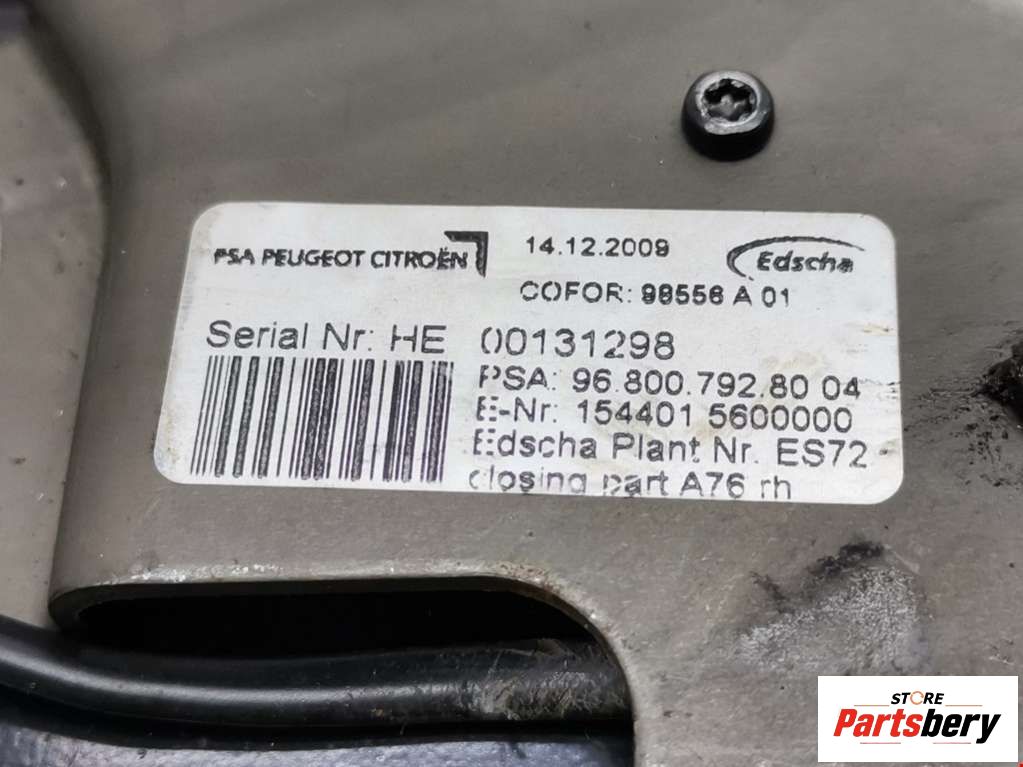 PSA PEUGEOT CITROËN
14.12.2009
Edscha
COFOR: 98556 A 01
Serial Nr: HE 00131298
PSA: 96.800.792.80 04
E-Nr: 154401 5600000
Edscha Plant Nr. ES72
closing part A76 rh
STORE
Partsbery